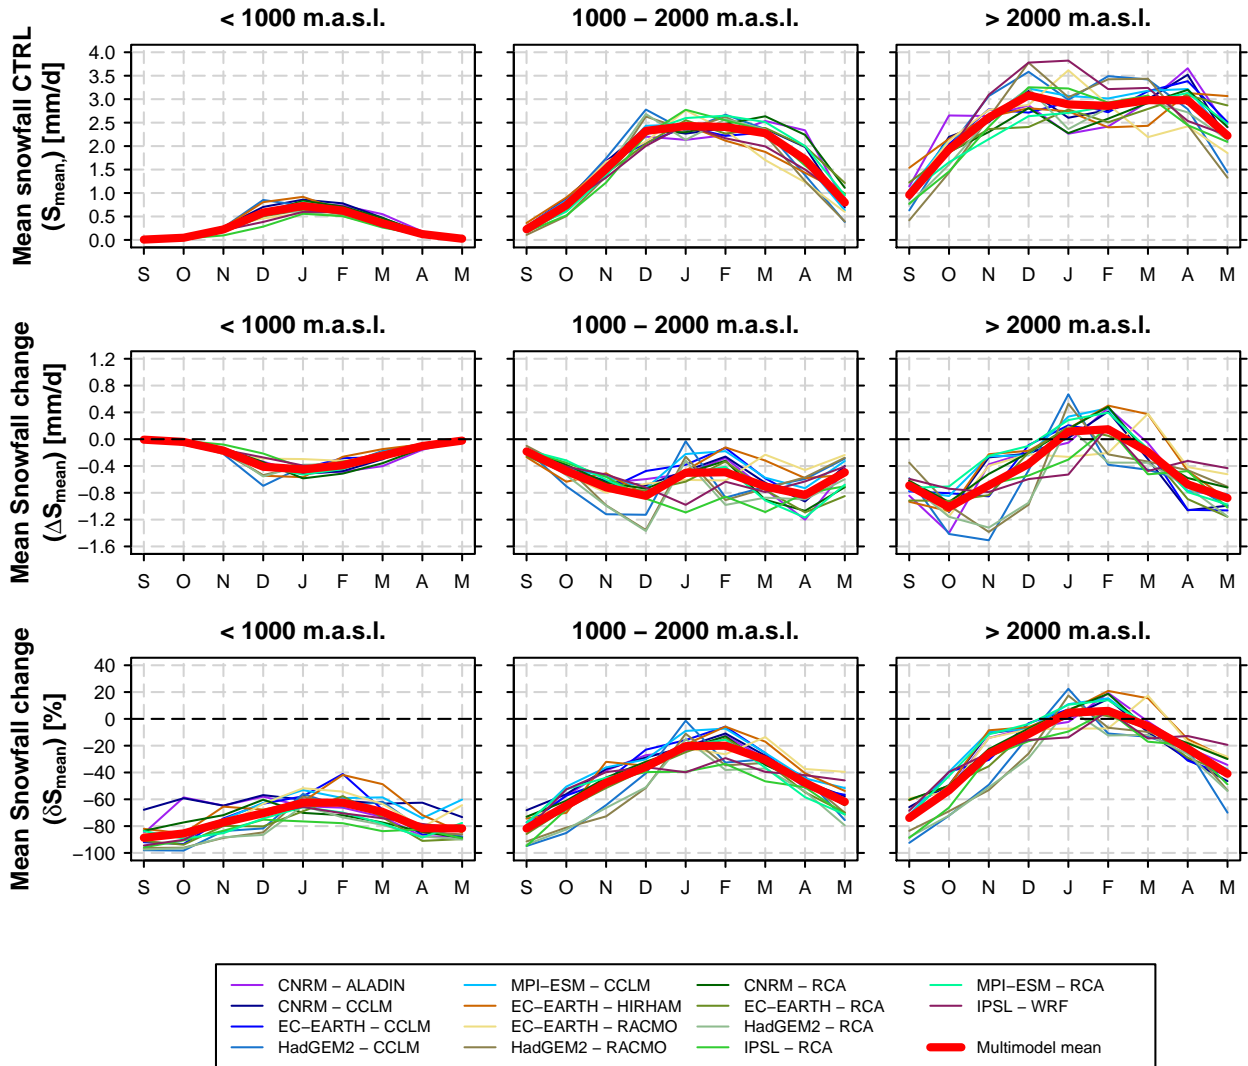 < 1000 m.a.s.l. 1000 – 2000 m.a.s.l. > 2000 m.a.s.l.
Mean snowfall CTRL
(Smean,) [mm/d]
4.0
3.5
3.0
2.5
2.0
1.5
1.0
0.5
0.0
S O N D J F M A M S O N D J F M A M S O N D J F M A M
< 1000 m.a.s.l. 1000 – 2000 m.a.s.l. > 2000 m.a.s.l.
Mean Snowfall change
(ΔSmean) [mm/d]
1.2
0.8
0.4
0.0
−0.4
−0.8
−1.2
−1.6
S O N D J F M A M S O N D J F M A M S O N D J F M A M
< 1000 m.a.s.l. 1000 – 2000 m.a.s.l. > 2000 m.a.s.l.
Mean Snowfall change
(δSmean) [%]
40
20
0
−20
−40
−60
−80
−100
S O N D J F M A M S O N D J F M A M S O N D J F M A M
CNRM – ALADIN MPI–ESM – CCLM CNRM – RCA MPI–ESM – RCA
CNRM – CCLM EC–EARTH – HIRHAM EC–EARTH – RCA IPSL – WRF
EC–EARTH – CCLM EC–EARTH – RACMO HadGEM2 – RCA
HadGEM2 – CCLM HadGEM2 – RACMO IPSL – RCA Multimodel mean